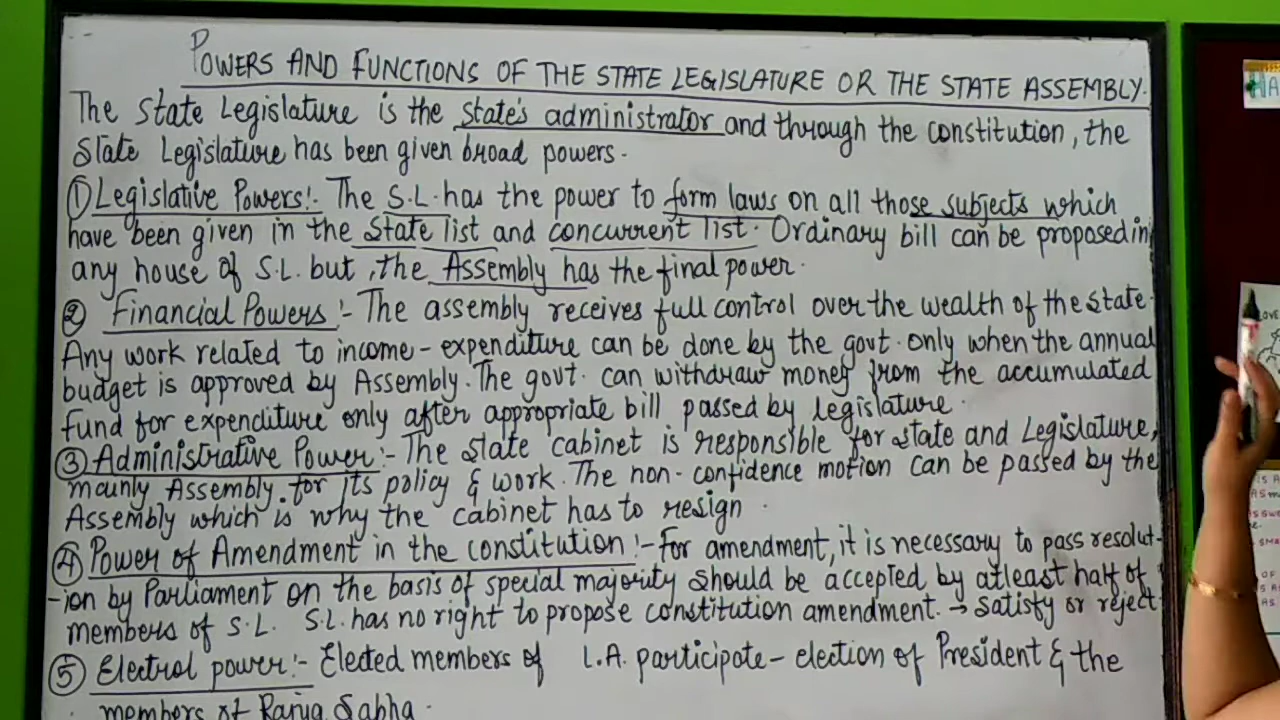 POWERS AND FUNCTIONS OF THE STATE LEGISLATURE OR THE STATE ASSEMBLY.
The State Legislature is the state's administrator and through the constitution, the
State Legislature has been given broad powers.
① Legislative Powers:- The S.L. has the power to form laws on all those subjects which
have been given in the State list and concurrent list. Ordinary bill can be proposed in
any house of S.L. but, the Assembly has the final power.
② Financial Powers:- The assembly receives full control over the wealth of the state.
Any work related to income-expenditure can be done by the govt. only when the annual
budget is approved by Assembly. The govt. can withdraw money from the accumulated
fund for expenditure only after appropriate bill passed by legislature.
③ Administrative Power:- The state cabinet is responsible for state and Legislature,
mainly Assembly. for its policy & work. The non-confidence motion can be passed by the
Assembly which is why the cabinet has to resign.
④ Power of Amendment in the constitution:- For amendment, it is necessary to pass resolut-
-ion by Parliament on the basis of special majority should be accepted by atleast half of
members of S.L. S.L. has no right to propose constitution amendment. → Satisfy or reject
⑤ Electrol power:- Elected members of L.A. participate - election of President & the
members of Rajya Sabha.
HA
LOVE